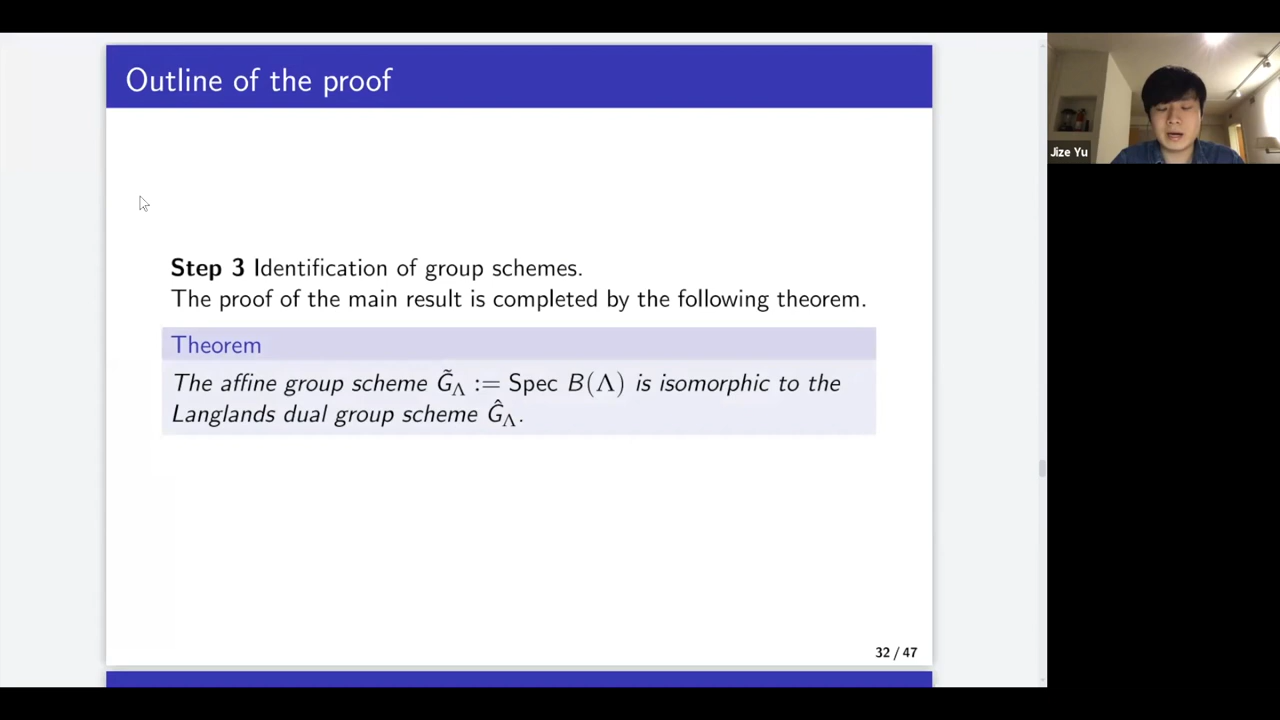 Outline of the proof
Jize Yu
Step 3 Identification of group schemes.
The proof of the main result is completed by the following theorem.
Theorem
The affine group scheme G̃_Λ := Spec B(Λ) is isomorphic to the
Langlands dual group scheme Ĝ_Λ.
32 / 47